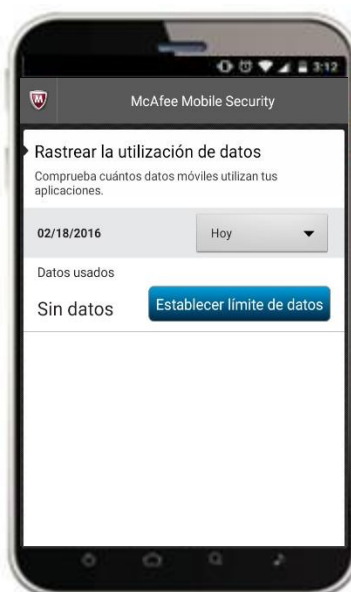 3:12
McAfee Mobile Security
Rastrear la utilización de datos
Comprueba cuántos datos móviles utilizan tus
aplicaciones.
02/18/2016
Hoy
Datos usados
Sin datos
Establecer límite de datos